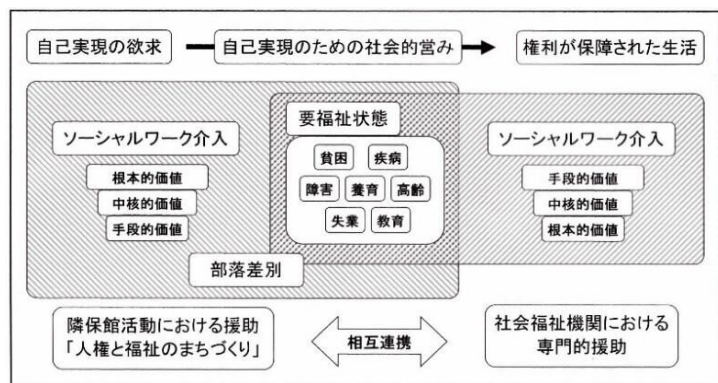 自己実現の欲求
自己実現のための社会的営み
権利が保障された生活
要福祉状態
ソーシャルワーク介入
根本的価値
中核的価値
手段的価値
貧困
疾病
障害
養育
高齢
失業
教育
ソーシャルワーク介入
手段的価値
中核的価値
根本的価値
部落差別
隣保館活動における援助
「人権と福祉のまちづくり」
相互連携
社会福祉機関における
専門的援助